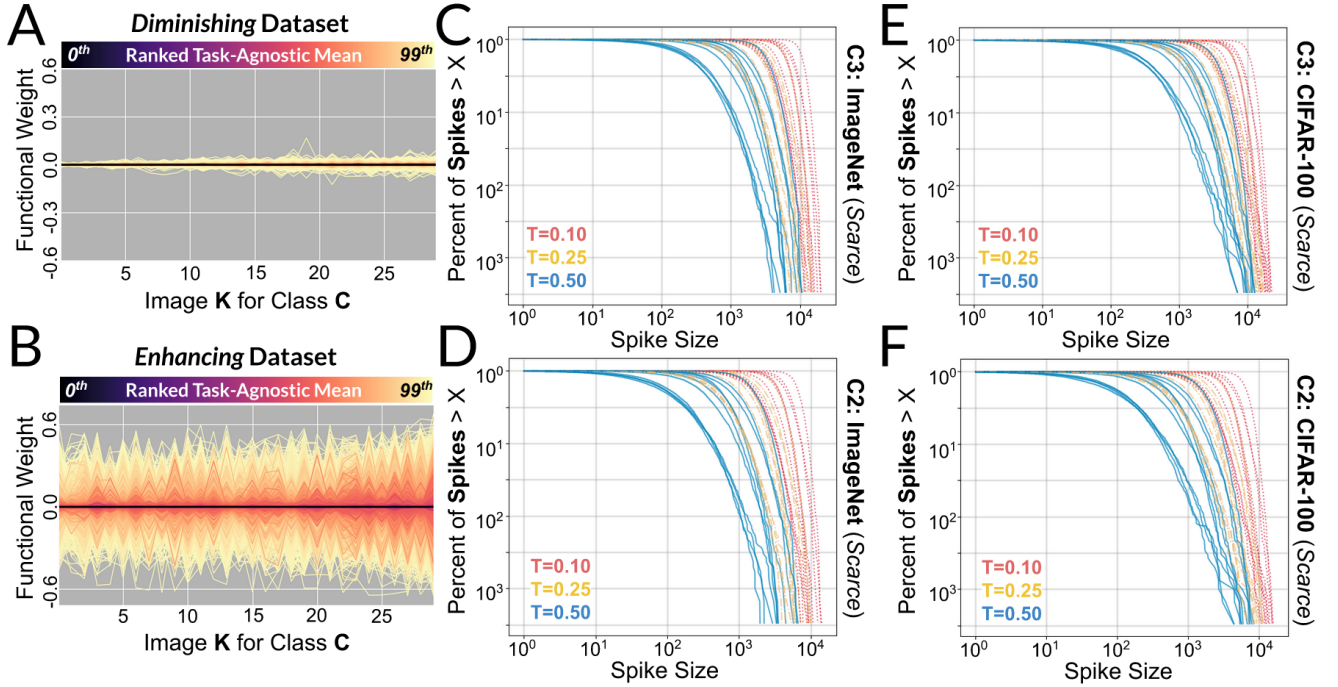 A
Diminishing Dataset
0th Ranked Task-Agnostic Mean 99th
Functional Weight
0.6
0.3
0.0
-0.3
-0.6
5 10 15 20 25
Image K for Class C
B
Enhancing Dataset
0th Ranked Task-Agnostic Mean 99th
Functional Weight
0.6
0.0
-0.6
5 10 15 20 25
Image K for Class C
C
Percent of Spikes > X
10^0
10^1
10^2
10^3
T=0.10
T=0.25
T=0.50
10^0 10^1 10^2 10^3 10^4
Spike Size
C3: ImageNet (Scarce)
D
Percent of Spikes > X
10^0
10^1
10^2
10^3
T=0.10
T=0.25
T=0.50
10^0 10^1 10^2 10^3 10^4
Spike Size
C2: ImageNet (Scarce)
E
Percent of Spikes > X
10^0
10^1
10^2
10^3
T=0.10
T=0.25
T=0.50
10^0 10^1 10^2 10^3 10^4
Spike Size
C3: CIFAR-100 (Scarce)
F
Percent of Spikes > X
10^0
10^1
10^2
10^3
T=0.10
T=0.25
T=0.50
10^0 10^1 10^2 10^3 10^4
Spike Size
C2: CIFAR-100 (Scarce)